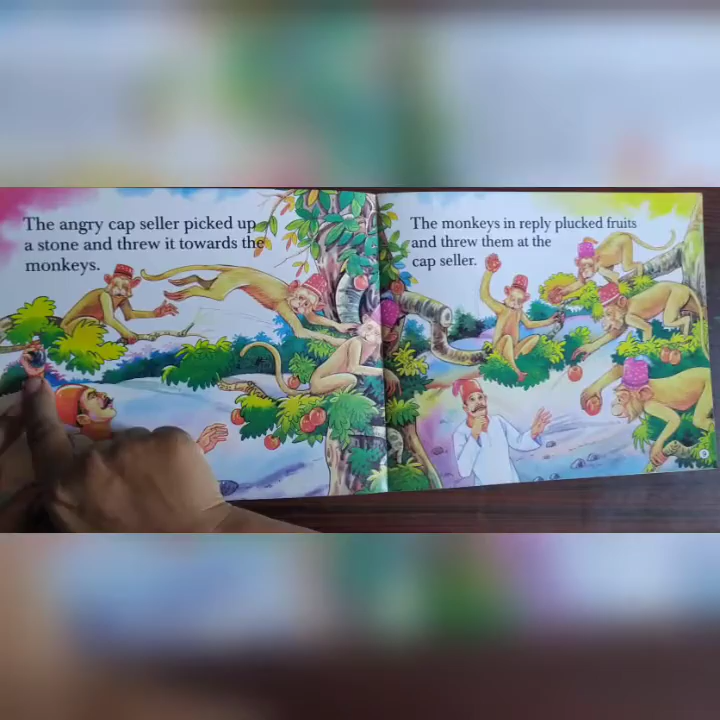 The angry cap seller picked up
a stone and threw it towards the
monkeys.
The monkeys in reply plucked fruits
and threw them at the
cap seller.